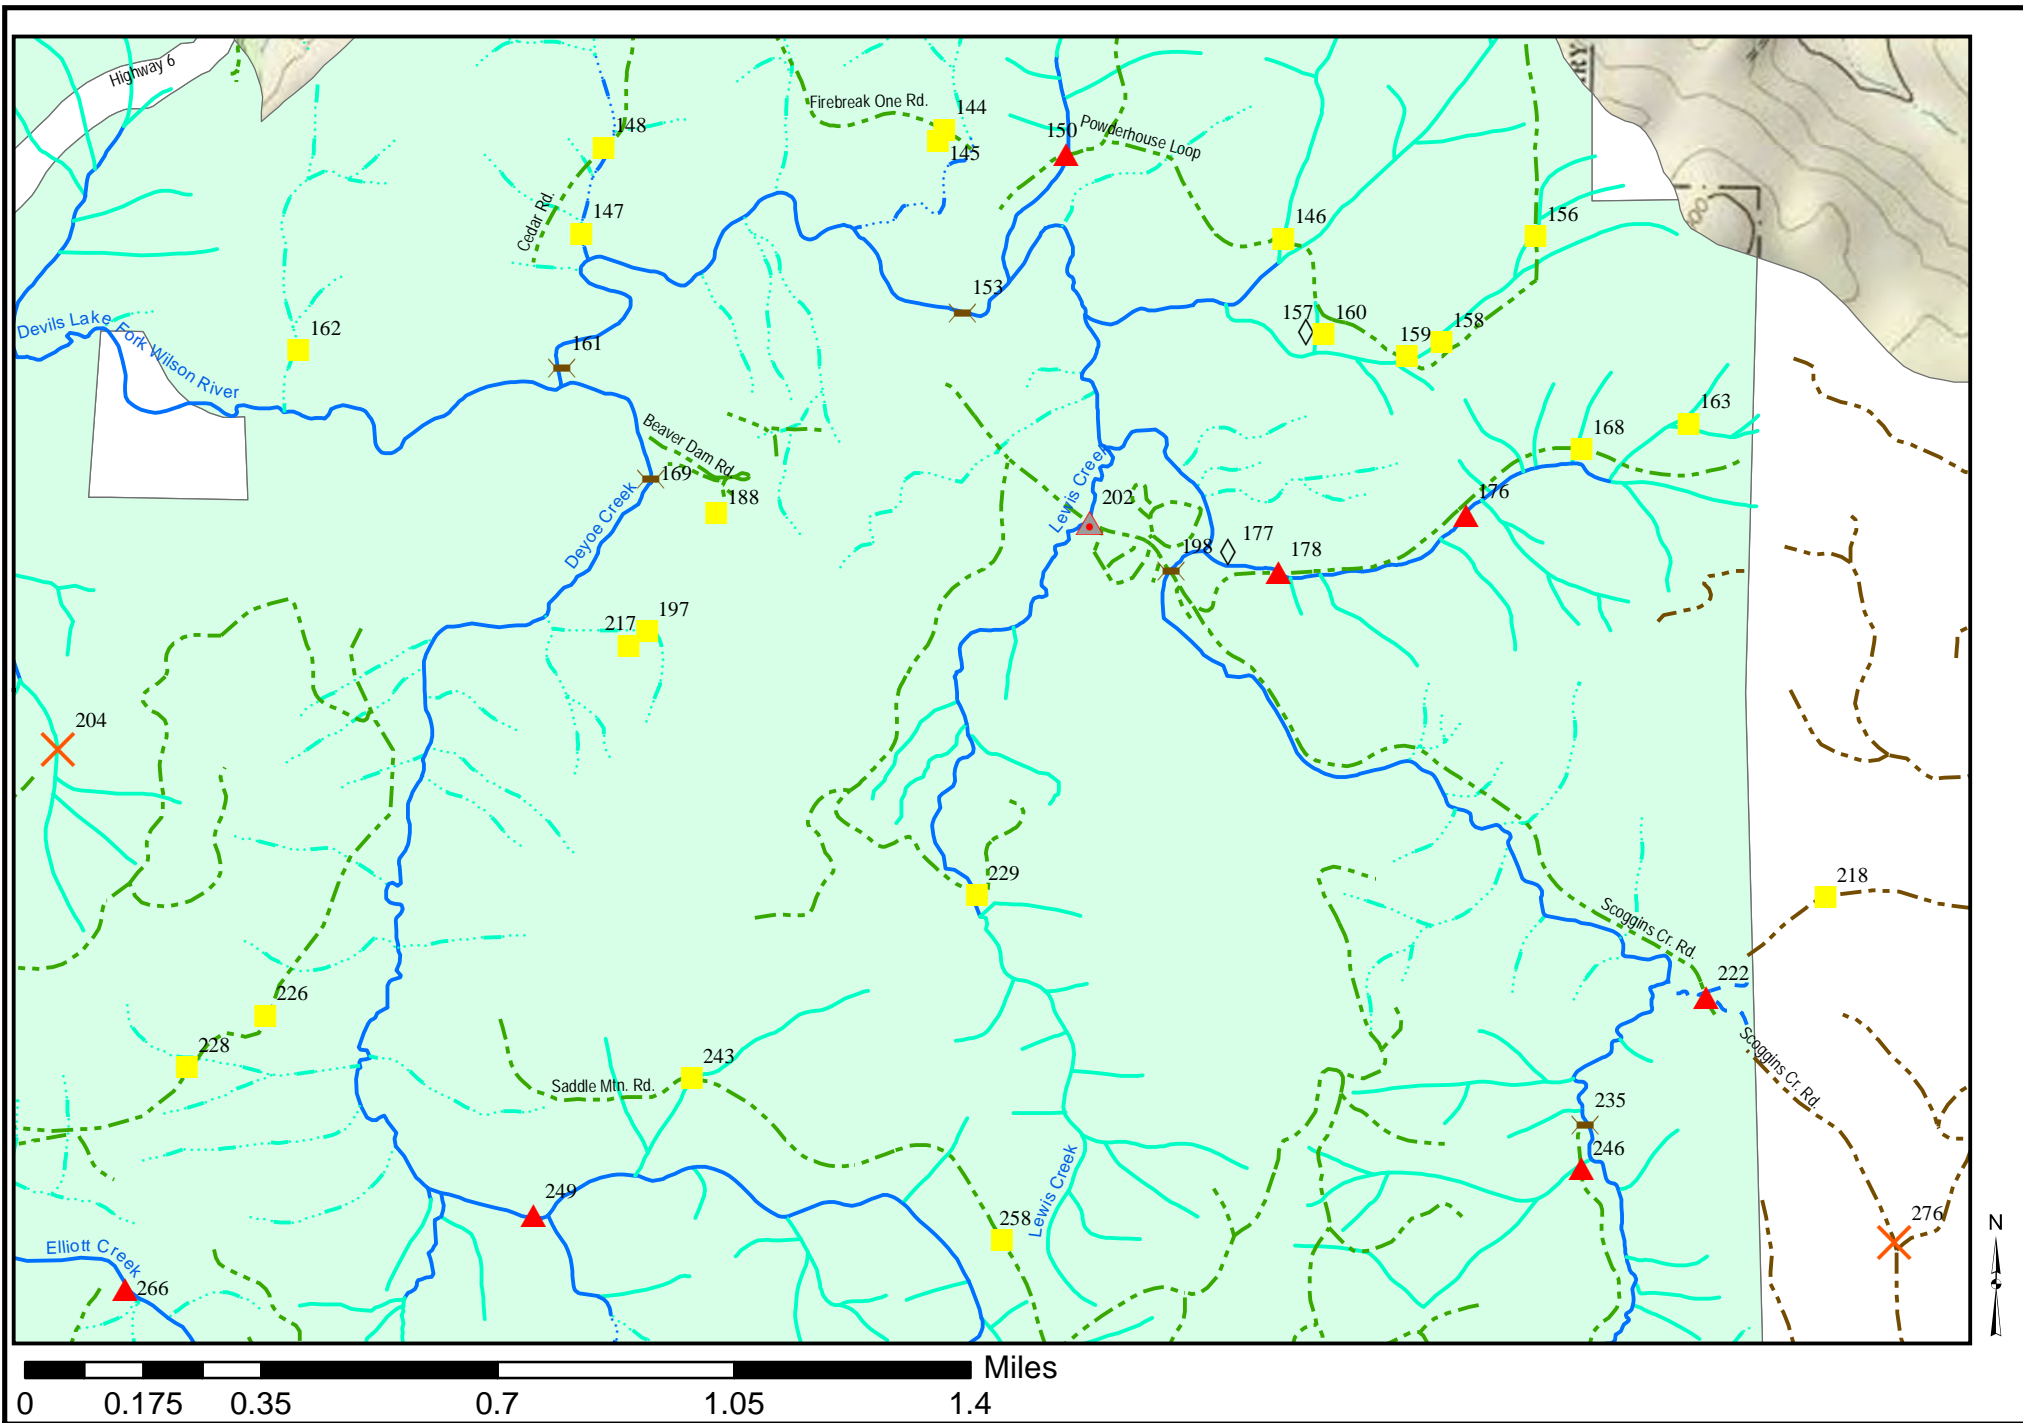 Highway 6
Firebreak One Rd.
144
148
150
Powderhouse Loop
145
RY
147
146
156
00
Cedar Rd.
153
157
160
158
159
Devils Lake Fork Wilson River
162
161
163
Beaver Dam Rd.
168
169
188
Lewis Creek
202
176
Devoe Creek
177
198
178
197
217
204
229
218
Scoggins Cr. Rd.
222
226
228
243
Saddle Mtn. Rd.
Scoggins Cr. Rd.
235
246
Lewis Creek
249
258
276
Elliott Creek
266
N
Miles
0 0.175 0.35 0.7 1.05 1.4